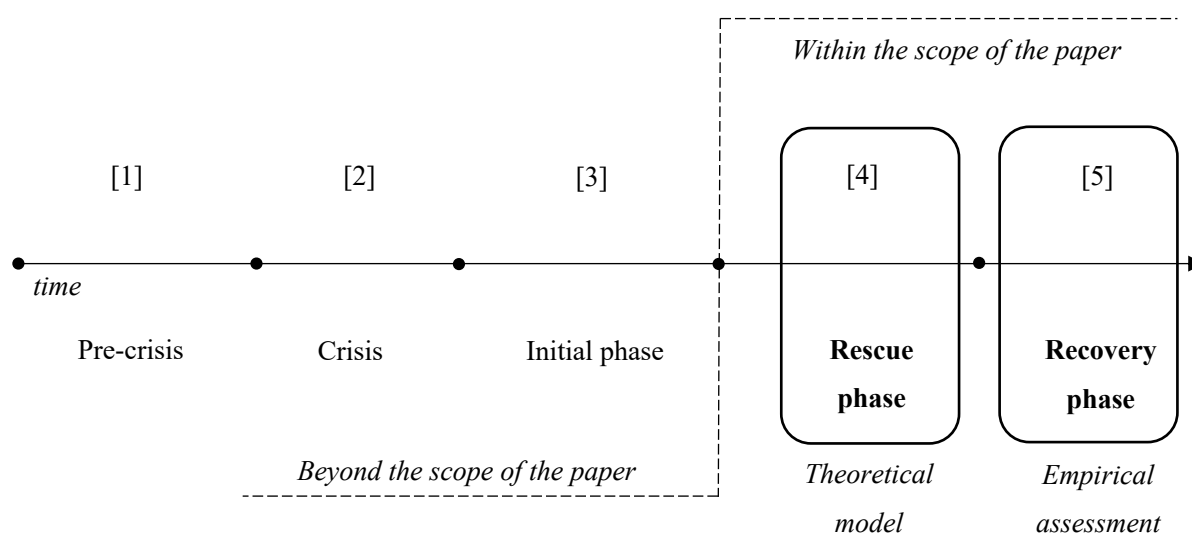 Within the scope of the paper
[1]
[2]
[3]
[4]
[5]
time
Pre-crisis
Crisis
Initial phase
Rescue
phase
Recovery
phase
Beyond the scope of the paper
Theoretical
model
Empirical
assessment